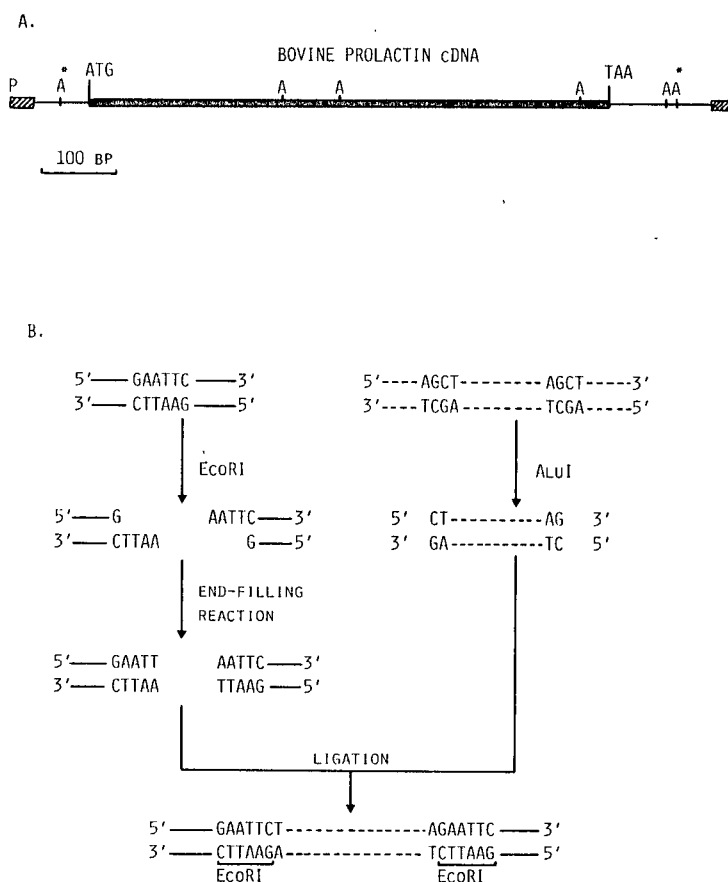 A.
BOVINE PROLACTIN cDNA
P A* ATG A A A TAA AA*
100 BP
B.
5'—GAATTC—3' 5'----AGCT---------AGCT-----3'
3'—CTTAAG—5' 3'----TCGA---------TCGA-----5'
EcoRI AluI
5'—G AATTC—3' 5' CT----------AG 3'
3'—CTTAA G—5' 3' GA----------TC 5'
END-FILLING
REACTION
5'—GAATT AATTC—3'
3'—CTTAA TTAAG—5'
LIGATION
5'—GAATTCT--------------AGAATTC—3'
3'—CTTAAGA--------------TCTTAAG—5'
EcoRI EcoRI